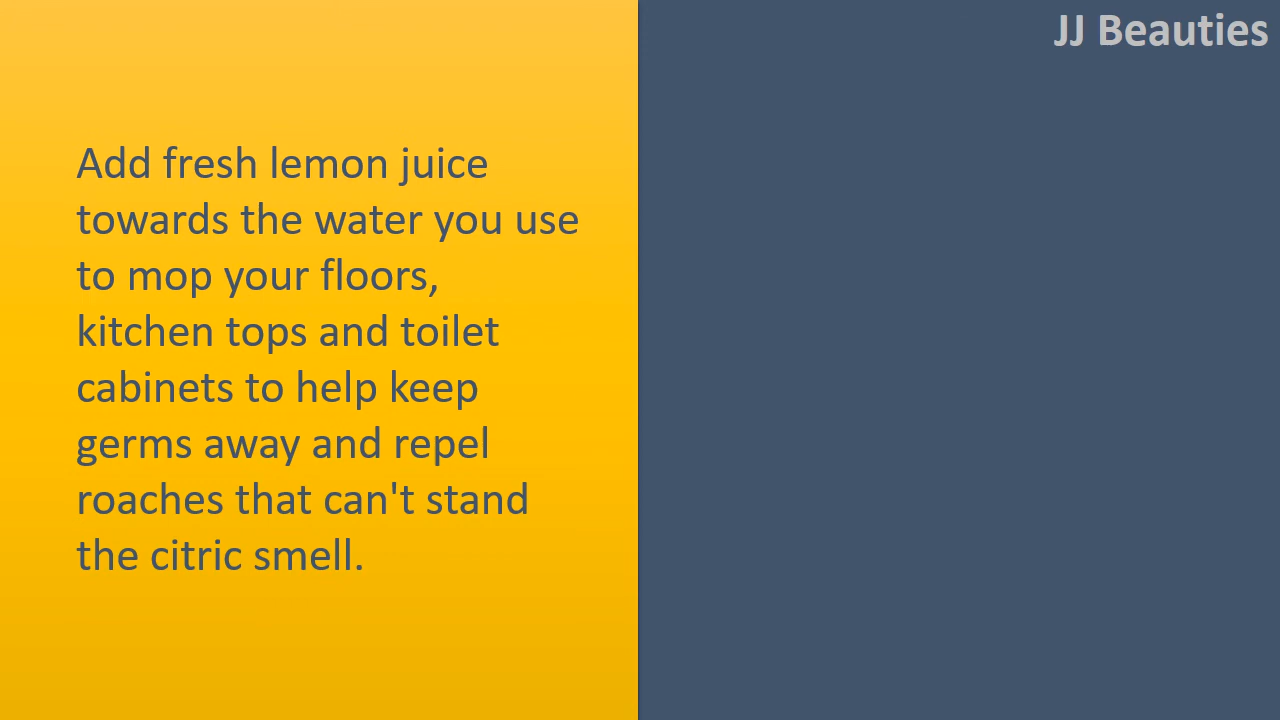 JJ Beauties
Add fresh lemon juice
towards the water you use
to mop your floors,
kitchen tops and toilet
cabinets to help keep
germs away and repel
roaches that can't stand
the citric smell.